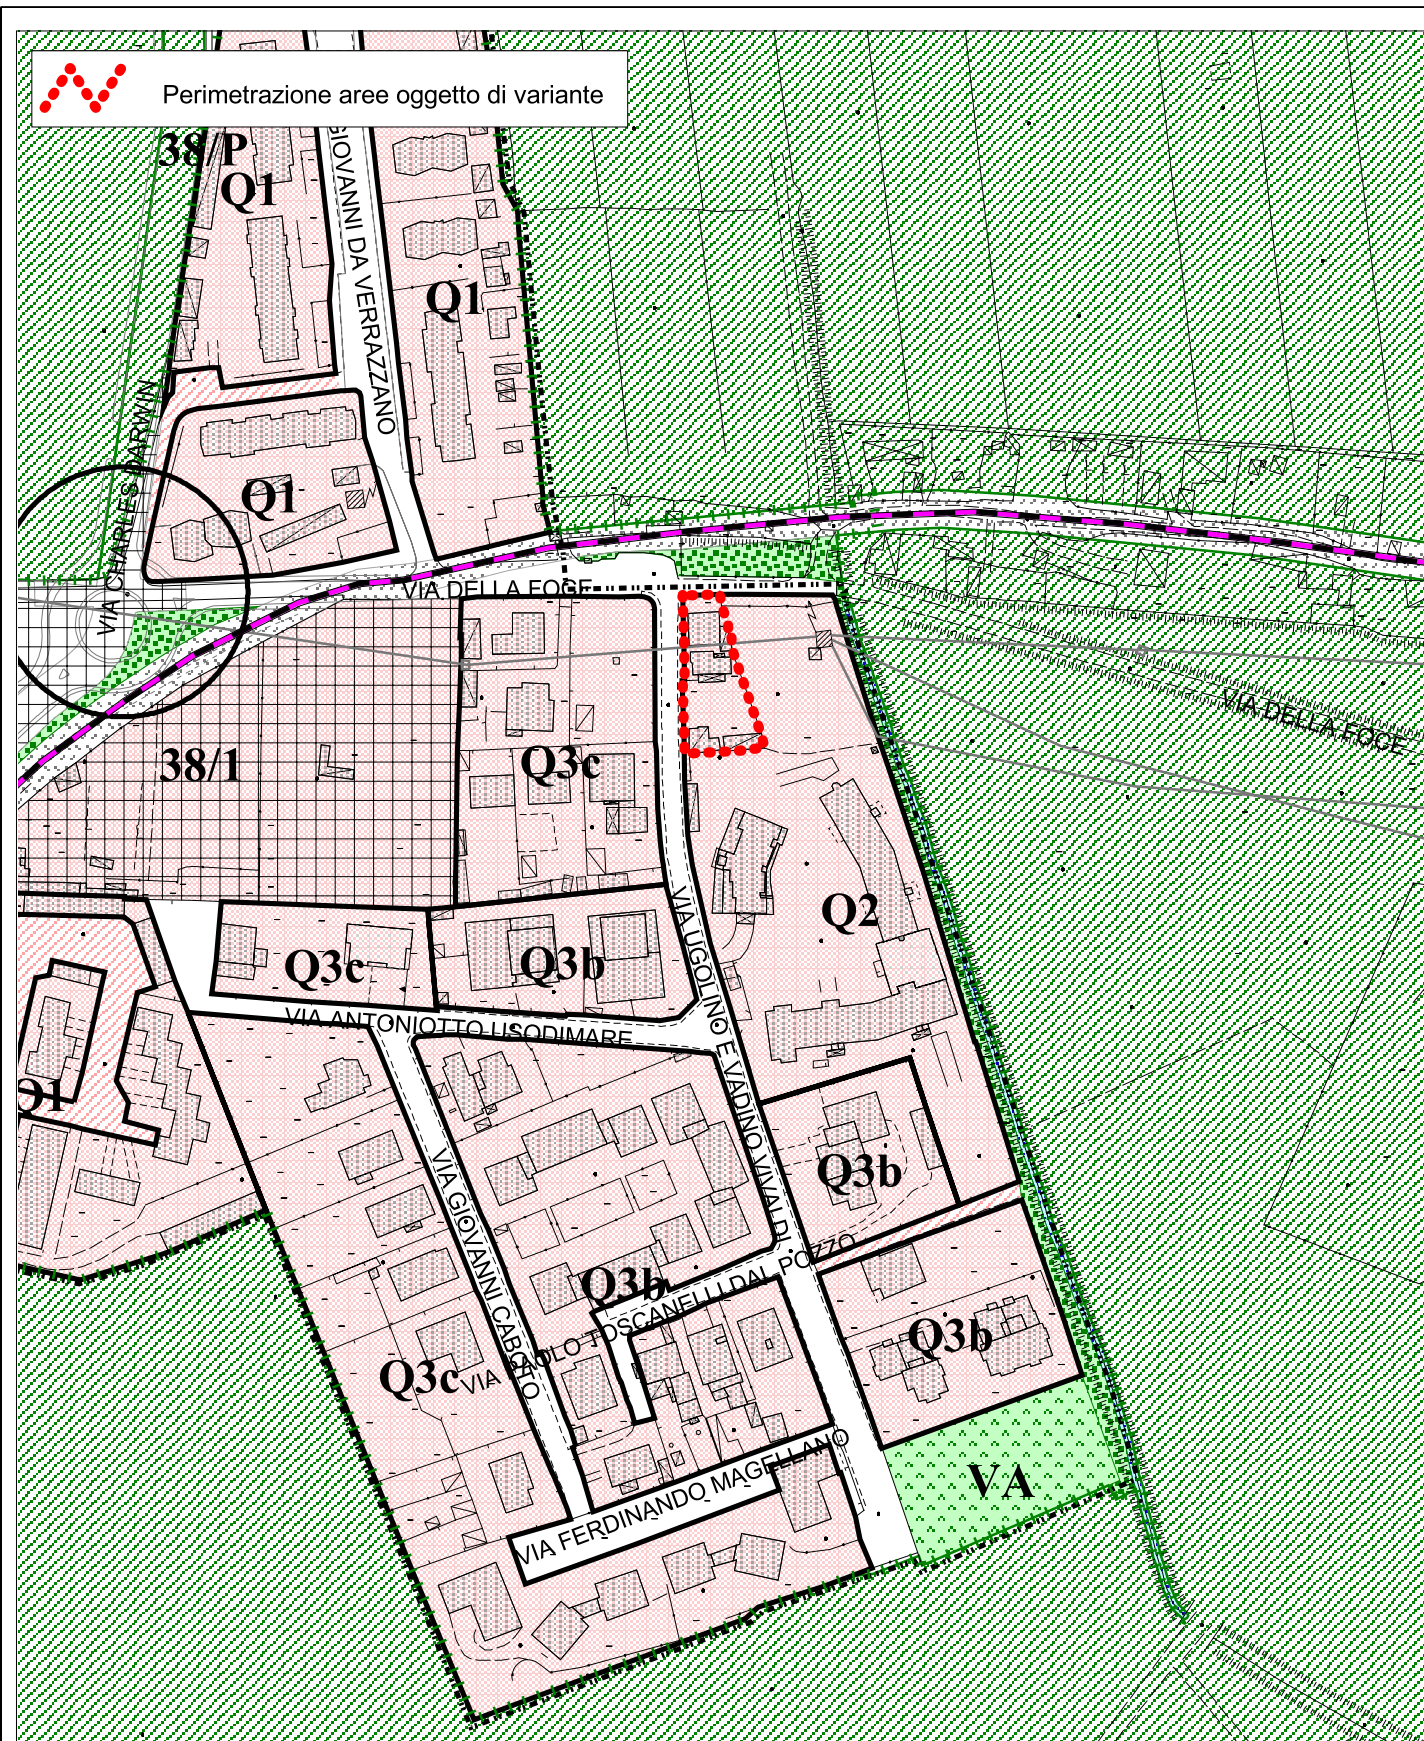 Perimetrazione aree oggetto di variante
38/P
Q1
GIOVANNI DA VERRAZZANO
Q1
VIA CHARLES DARWIN
Q1
VIA DELLA FOGE
VIA DELLA FOCE
38/1
Q3c
Q2
Q3c
Q3b
VIA UGOLINO E VADINO VIVALDI
VIA ANTONIOTTO USODIMARE
Q1
VIA GIOVANNI CABOTO
Q3b
Q3b
VIA PAOLO TOSCANELLI DAL POZZO
Q3b
Q3c
VIA FERDINANDO MAGELLANO
VA